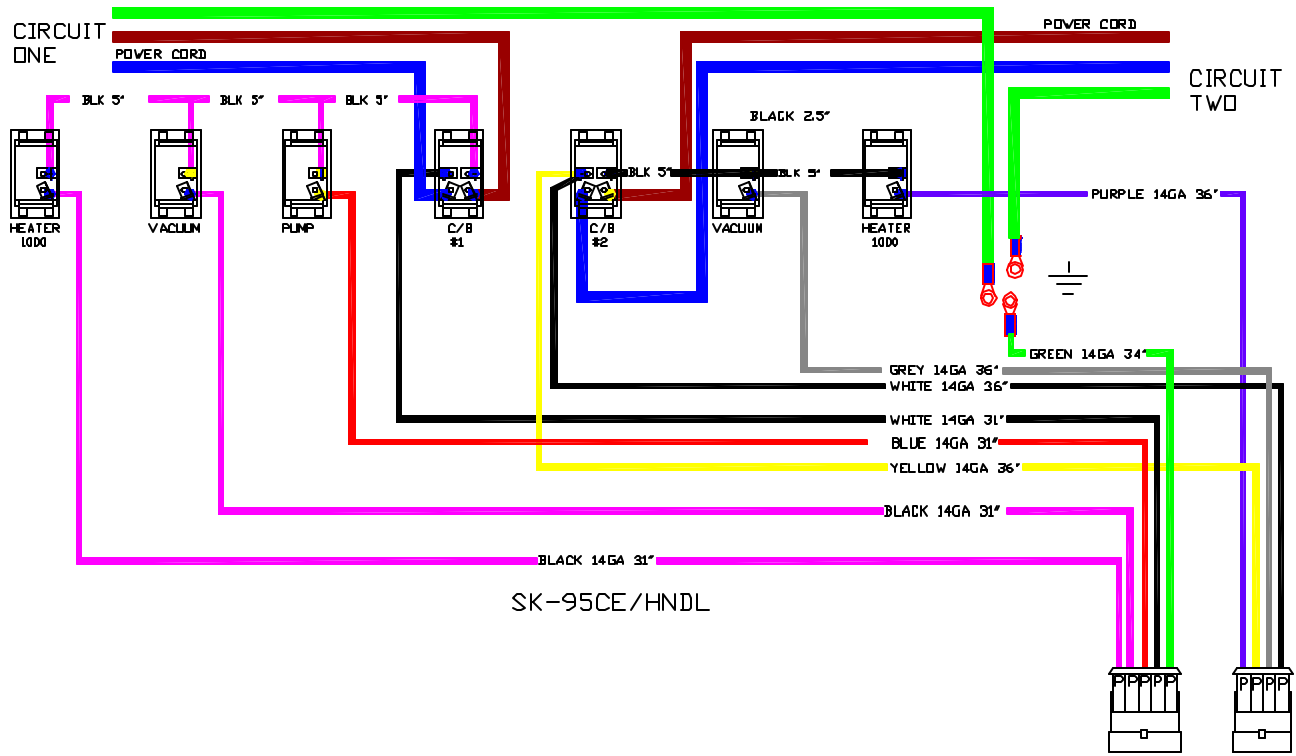 CIRCUIT
ONE
POWER CORD
POWER CORD
CIRCUIT
TWO
BLK 5"
BLK 5"
BLK 5"
BLACK 2.5"
BLK 5"
BLK 5"
PURPLE 14GA 36"
HEATER
1000
VACUUM
PUMP
C/B
#1
C/B
#2
VACUUM
HEATER
1000
GREEN 14GA 34"
GREY 14GA 36"
WHITE 14GA 36"
WHITE 14GA 31"
BLUE 14GA 31"
YELLOW 14GA 36"
BLACK 14GA 31"
BLACK 14GA 31"
SK-95CE/HNDL
P P P P P
P P P P